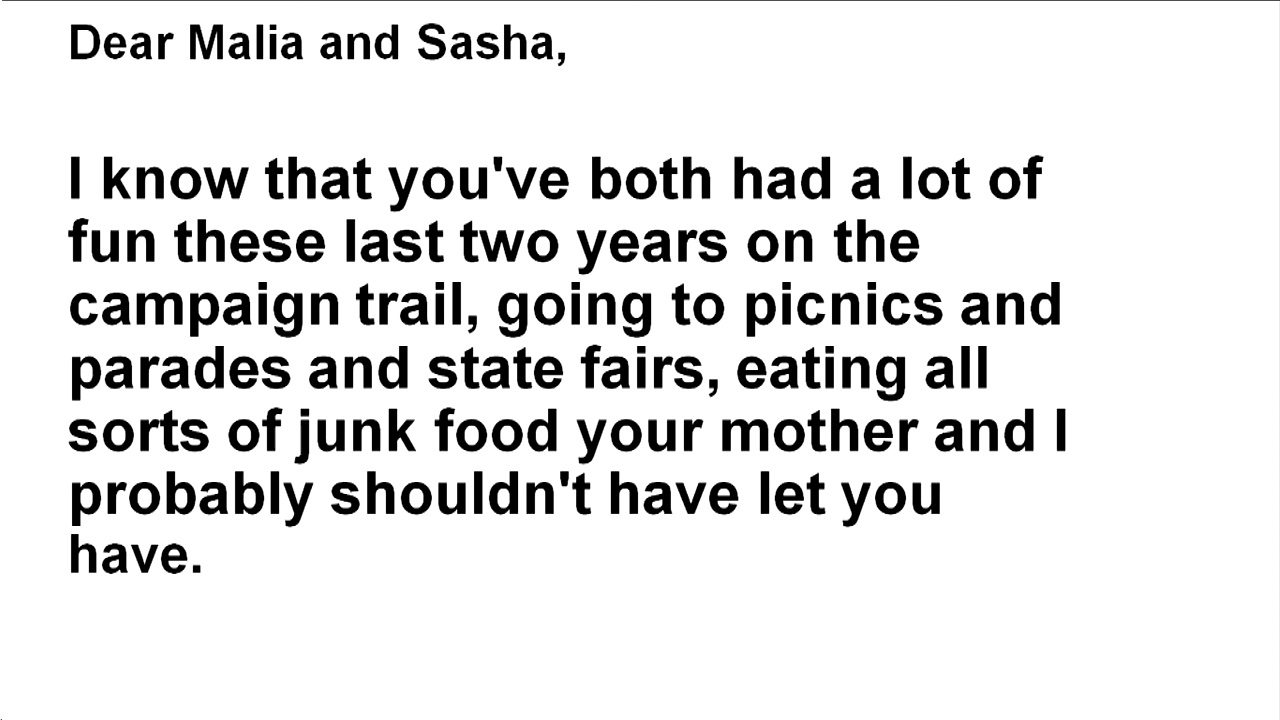 Dear Malia and Sasha,
I know that you've both had a lot of
fun these last two years on the
campaign trail, going to picnics and
parades and state fairs, eating all
sorts of junk food your mother and I
probably shouldn't have let you
have.